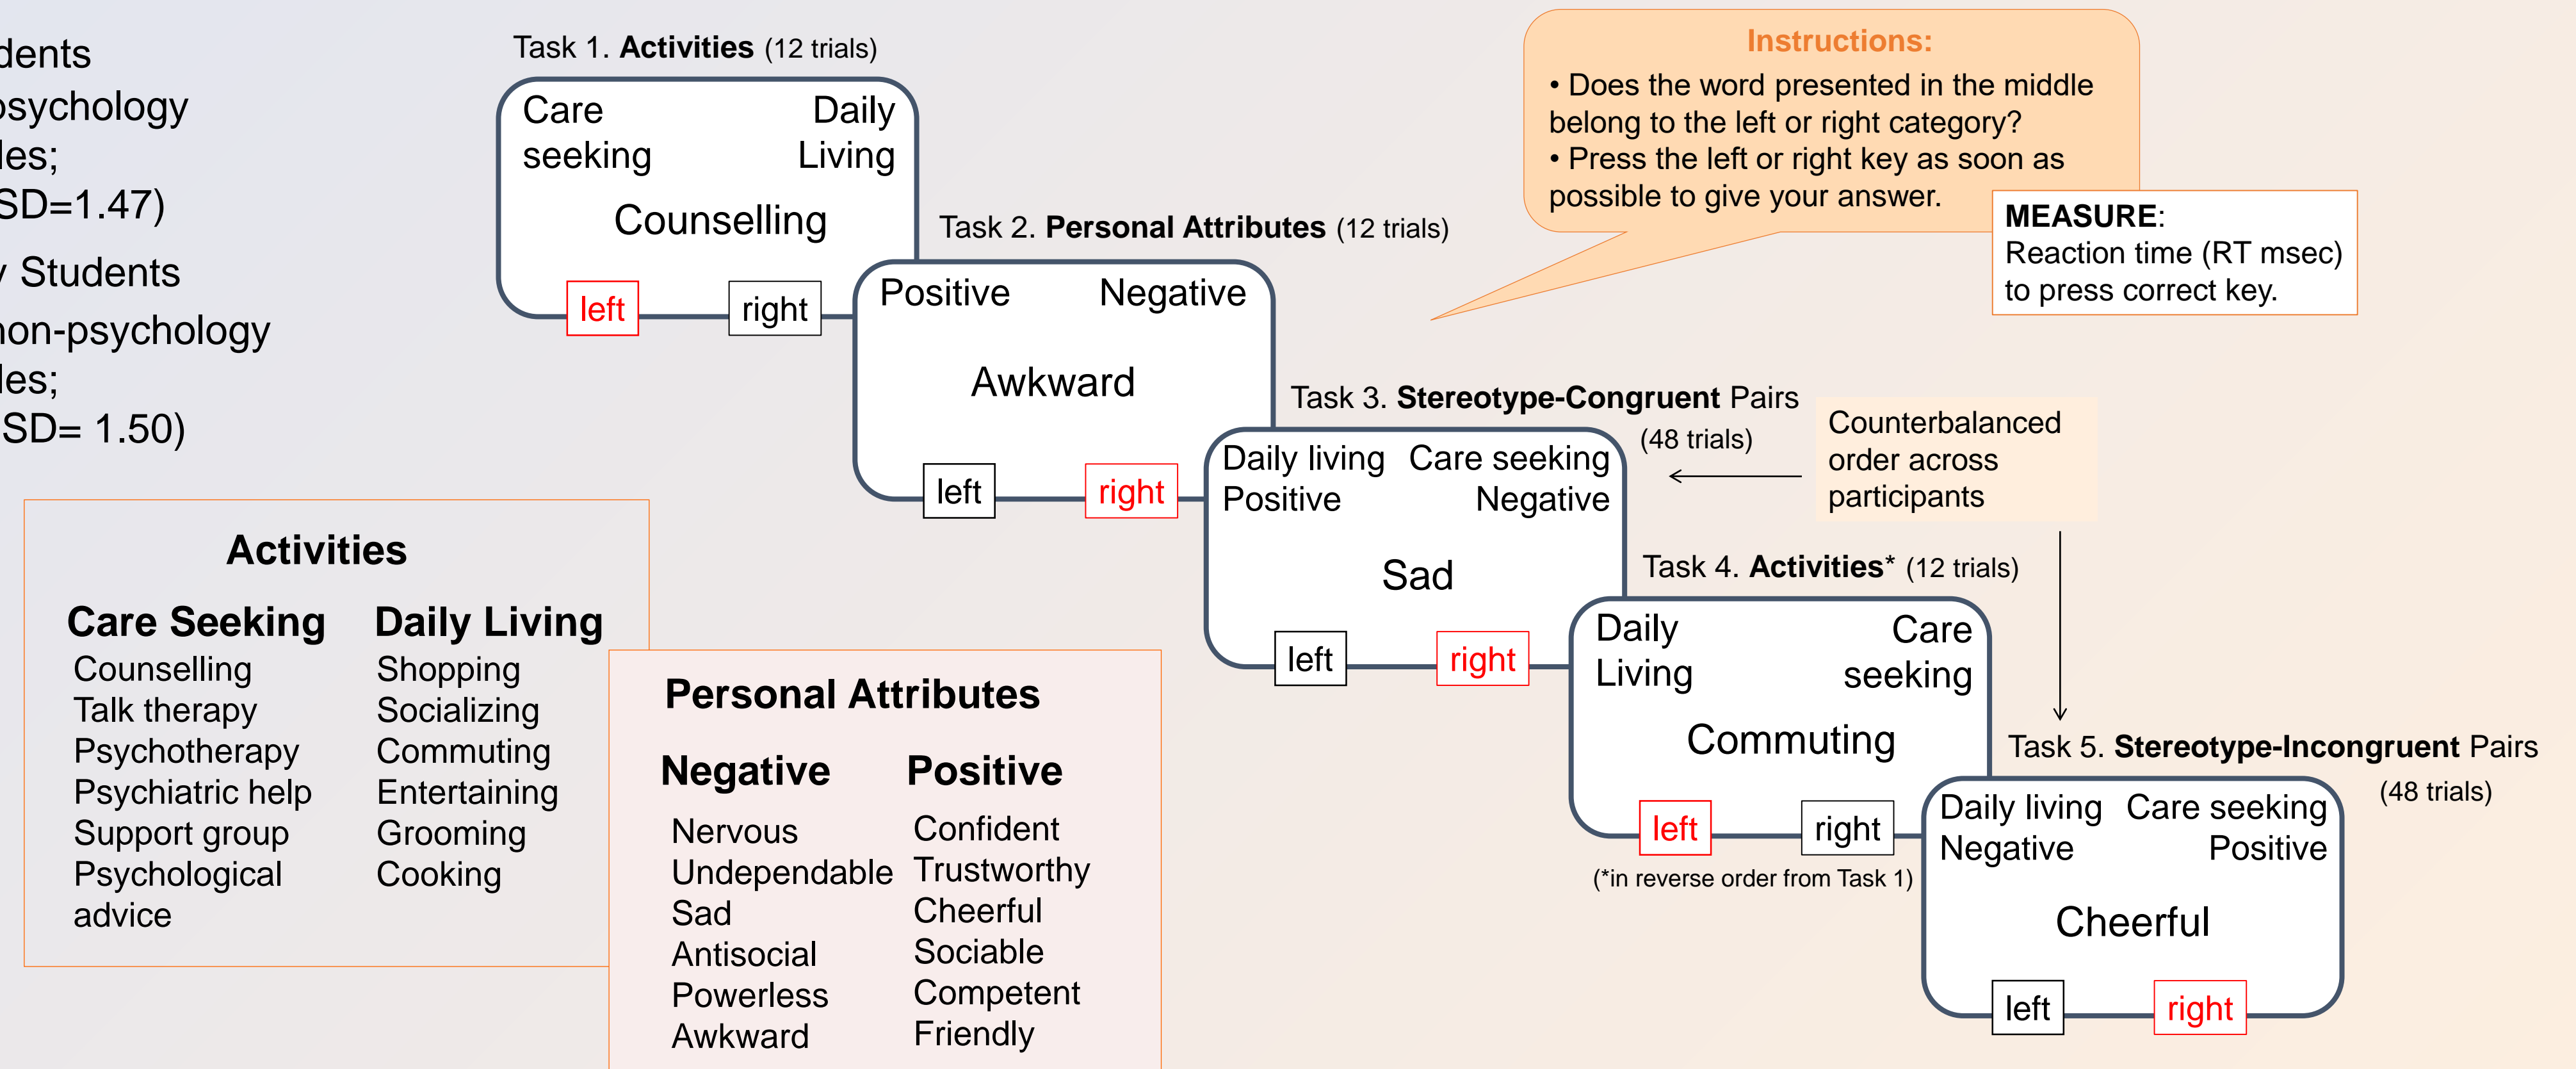 dents
psychology
les;
SD=1.47)
y Students
non-psychology
les;
SD= 1.50)
Task 1. Activities (12 trials)
Care seeking
Daily Living
Counselling
left
right
Task 2. Personal Attributes (12 trials)
Positive
Negative
Awkward
left
right
Instructions:
• Does the word presented in the middle
belong to the left or right category?
• Press the left or right key as soon as
possible to give your answer.
MEASURE:
Reaction time (RT msec)
to press correct key.
Task 3. Stereotype-Congruent Pairs
(48 trials)
Daily living Care seeking
Positive Negative
Sad
left
right
Counterbalanced
order across
participants
Task 4. Activities* (12 trials)
Daily Living
Care seeking
Commuting
left
right
(*in reverse order from Task 1)
Task 5. Stereotype-Incongruent Pairs
(48 trials)
Daily living Care seeking
Negative Positive
Cheerful
left
right
Activities
Care Seeking
Counselling
Talk therapy
Psychotherapy
Psychiatric help
Support group
Psychological
advice
Daily Living
Shopping
Socializing
Commuting
Entertaining
Grooming
Cooking
Personal Attributes
Negative
Nervous
Undependable
Sad
Antisocial
Powerless
Awkward
Positive
Confident
Trustworthy
Cheerful
Sociable
Competent
Friendly